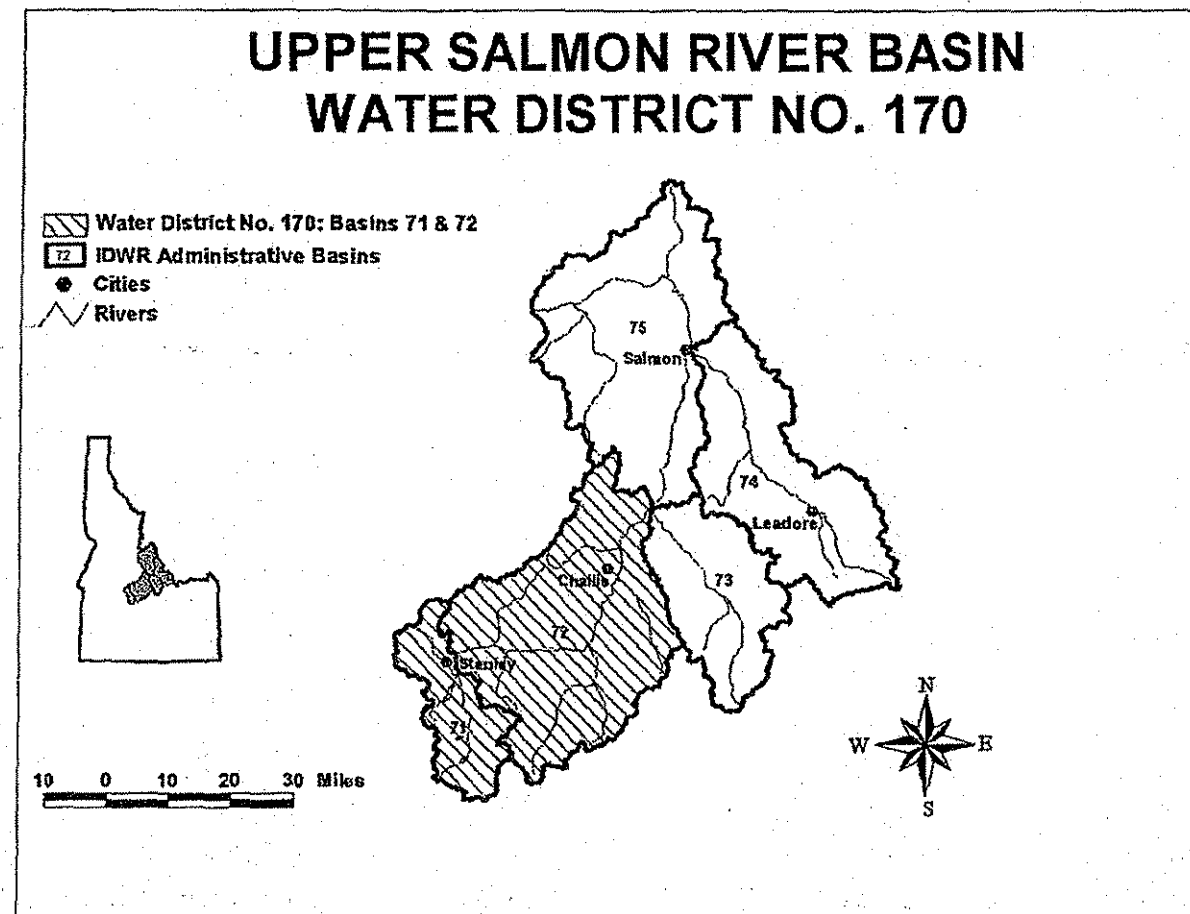 UPPER SALMON RIVER BASIN
WATER DISTRICT NO. 170
Water District No. 170: Basins 71 & 72
72 IDWR Administrative Basins
Cities
Rivers
75
Salmon
74
Leadore
73
Challis
72
Stanley
71
N
W E
S
10 0 10 20 30 Miles